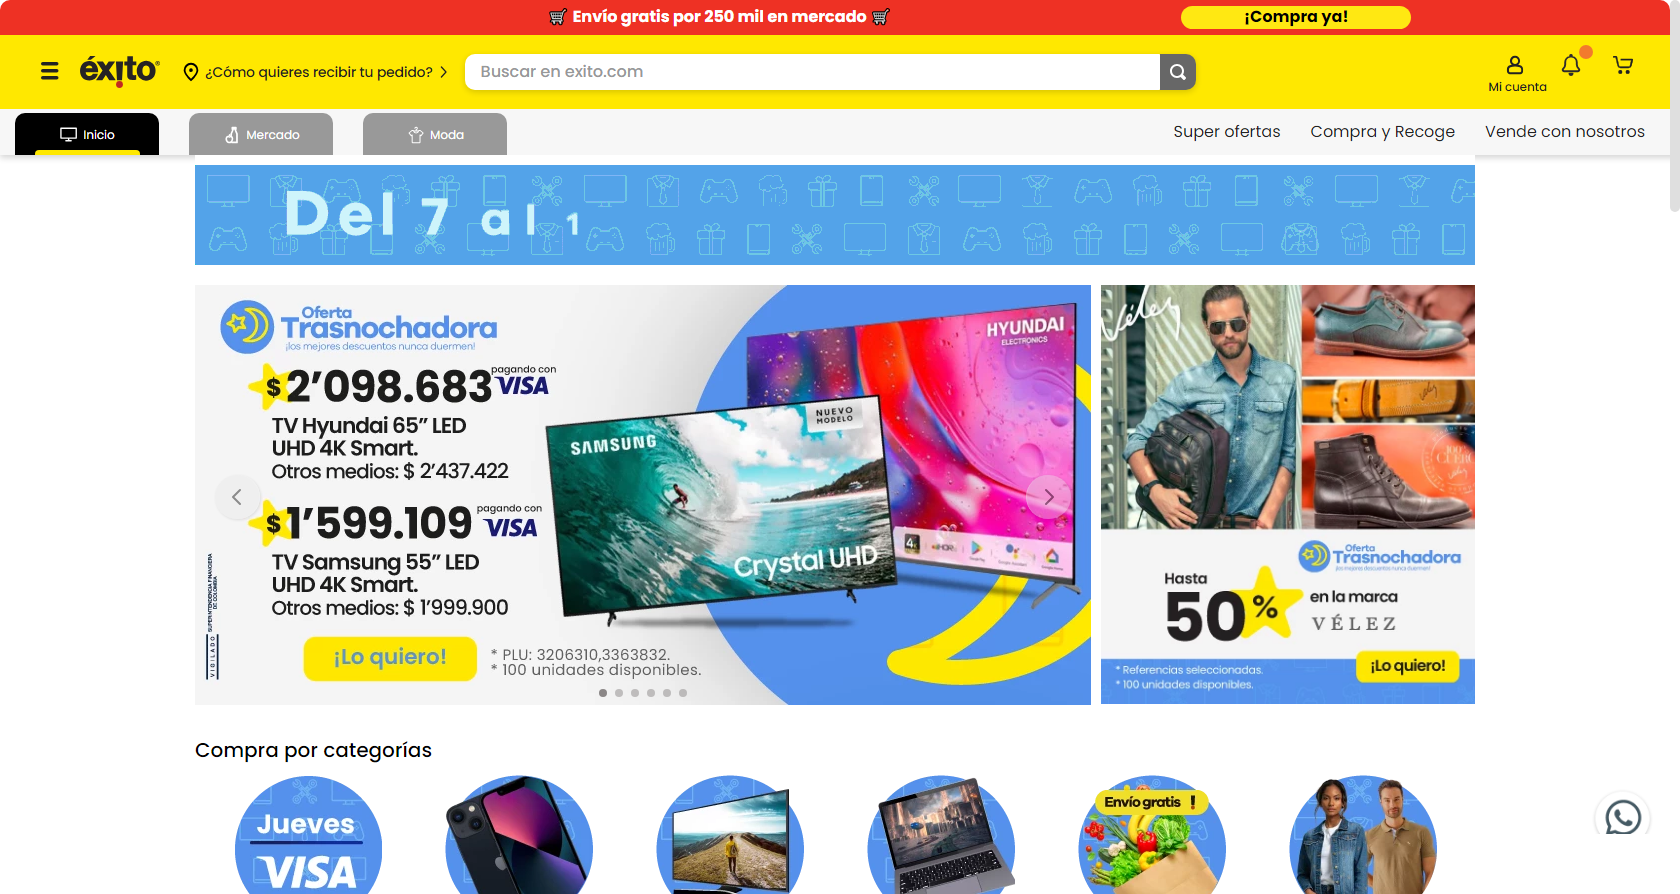 Envío gratis por 250 mil en mercado
¡Compra ya!
éxito
¿Cómo quieres recibir tu pedido?
Buscar en exito.com
Mi cuenta
Inicio
Mercado
Moda
Super ofertas
Compra y Recoge
Vende con nosotros
Del 7 al 1
Oferta
Trasnochadora
¡los mejores descuentos nunca duermen!
$2'098.683
pagando con
VISA
TV Hyundai 65” LED
UHD 4K Smart.
Otros medios: $ 2'437.422
$1'599.109
pagando con
VISA
TV Samsung 55” LED
UHD 4K Smart.
Otros medios: $ 1'999.900
VIGILADO SUPERINTENDENCIA FINANCIERA
DE COLOMBIA
¡Lo quiero!
* PLU: 3206310,3363832.
* 100 unidades disponibles.
HYUNDAI
ELECTRONICS
NUEVO
MODELO
SAMSUNG
Crystal UHD
4K
Vélez
Oferta
Trasnochadora
¡los mejores descuentos nunca duermen!
Hasta
50%
en la marca
VÉLEZ
* Referencias seleccionadas.
* 100 unidades disponibles.
¡Lo quiero!
Compra por categorías
Jueves
VISA
Envío gratis !